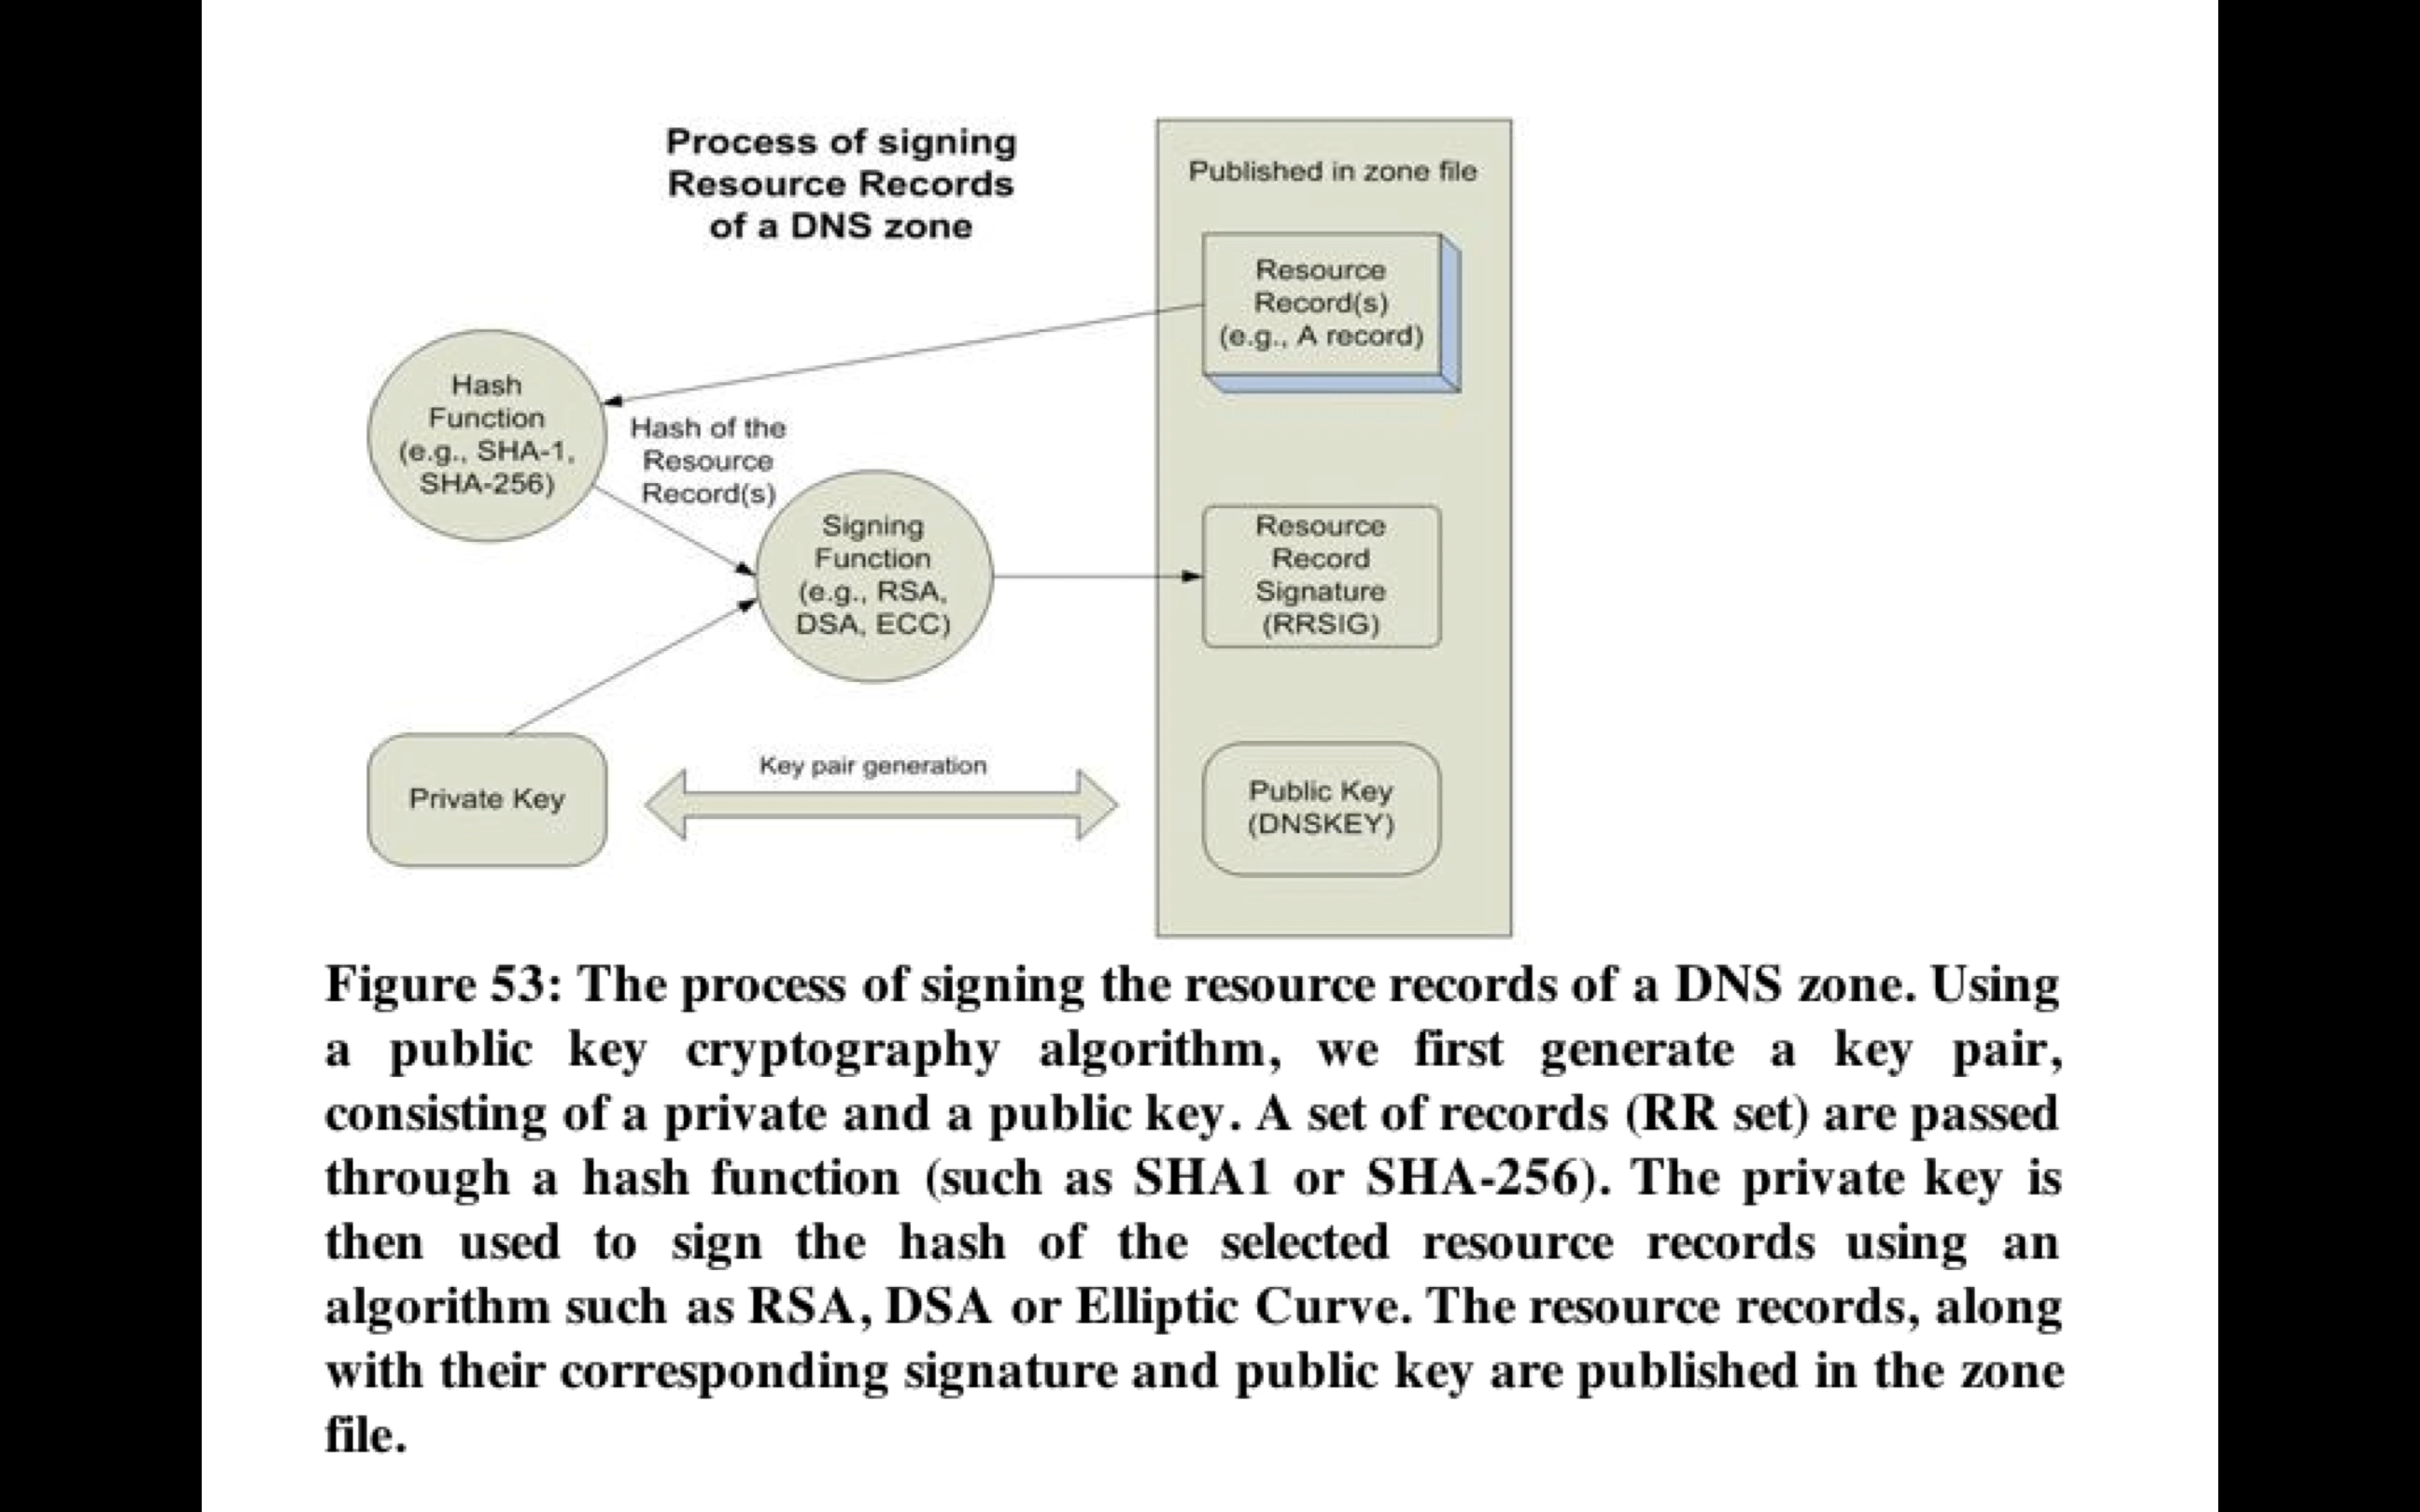 Process of signing
Resource Records
of a DNS zone
Published in zone file
Resource
Record(s)
(e.g., A record)
Hash
Function
(e.g., SHA-1,
SHA-256)
Hash of the
Resource
Record(s)
Signing
Function
(e.g., RSA,
DSA, ECC)
Resource
Record
Signature
(RRSIG)
Private Key
Key pair generation
Public Key
(DNSKEY)
Figure 53: The process of signing the resource records of a DNS zone. Using
a public key cryptography algorithm, we first generate a key pair,
consisting of a private and a public key. A set of records (RR set) are passed
through a hash function (such as SHA1 or SHA-256). The private key is
then used to sign the hash of the selected resource records using an
algorithm such as RSA, DSA or Elliptic Curve. The resource records, along
with their corresponding signature and public key are published in the zone
file.